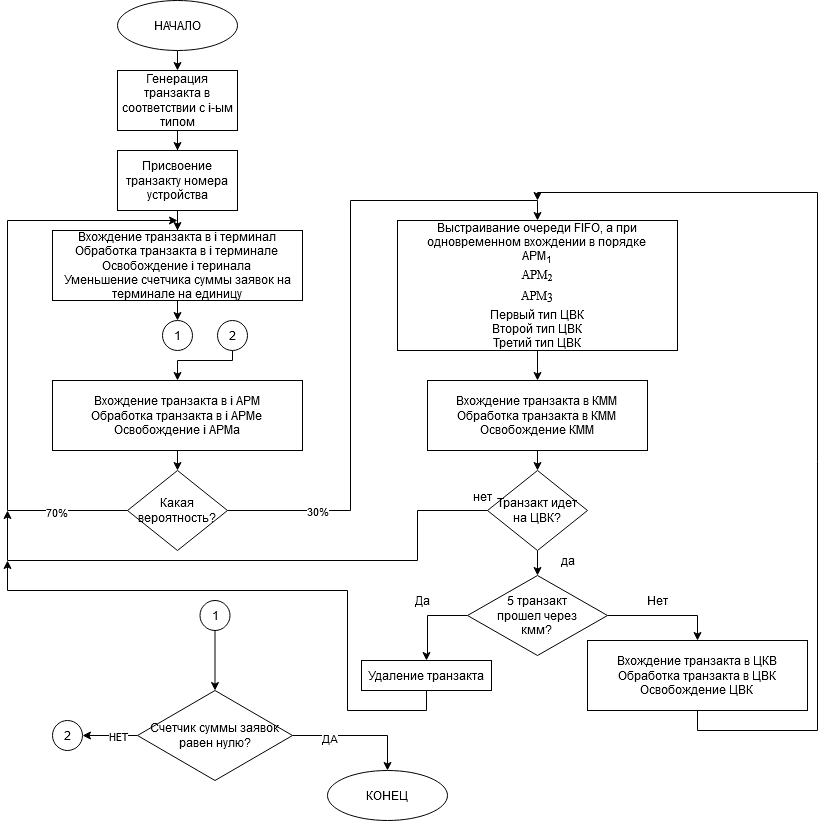 НАЧАЛО
Генерация
транзакта в
соответствии с i-ым
типом
Присвоение
транзакту номера
устройства
Вхождение транзакта в i терминал
Обработка транзакта в i терминале
Освобождение i теринала
Уменьшение счетчика суммы заявок на
терминале на единицу
1
2
Вхождение транзакта в i АРМ
Обработка транзакта в i АРМе
Освобождение i АРМа
Какая
вероятность?
70%
30%
Выстраивание очереди FIFO, а при
одновременном вхождении в порядке
АРМ1
АРМ2
АРМ3
Первый тип ЦВК
Второй тип ЦВК
Третий тип ЦВК
Вхождение транзакта в КММ
Обработка транзакта в КММ
Освобождение КММ
нет
Транзакт идет
на ЦВК?
да
5 транзакт
прошел через
кмм?
Да
Нет
Удаление транзакта
Вхождение транзакта в ЦКВ
Обработка транзакта в ЦВК
Освобождение ЦВК
1
Счетчик суммы заявок
равен нулю?
2
НЕТ
ДА
КОНЕЦ